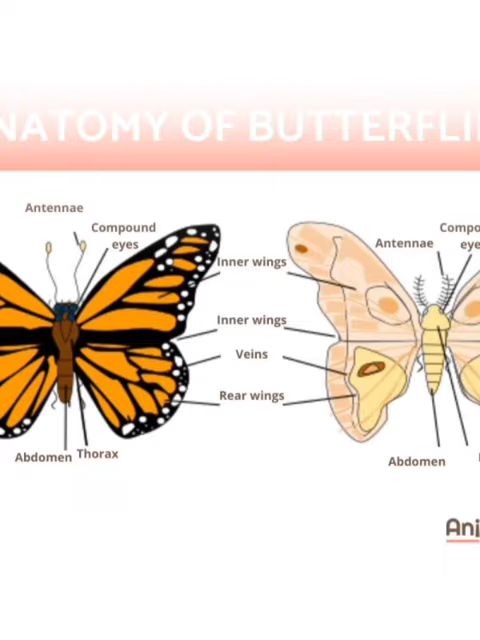 NATOMY OF BUTTERFLI
Antennae
Compound
eyes
Antennae
Compo
eye
Inner wings
Inner wings
Veins
Rear wings
Abdomen
Thorax
Abdomen
Ani